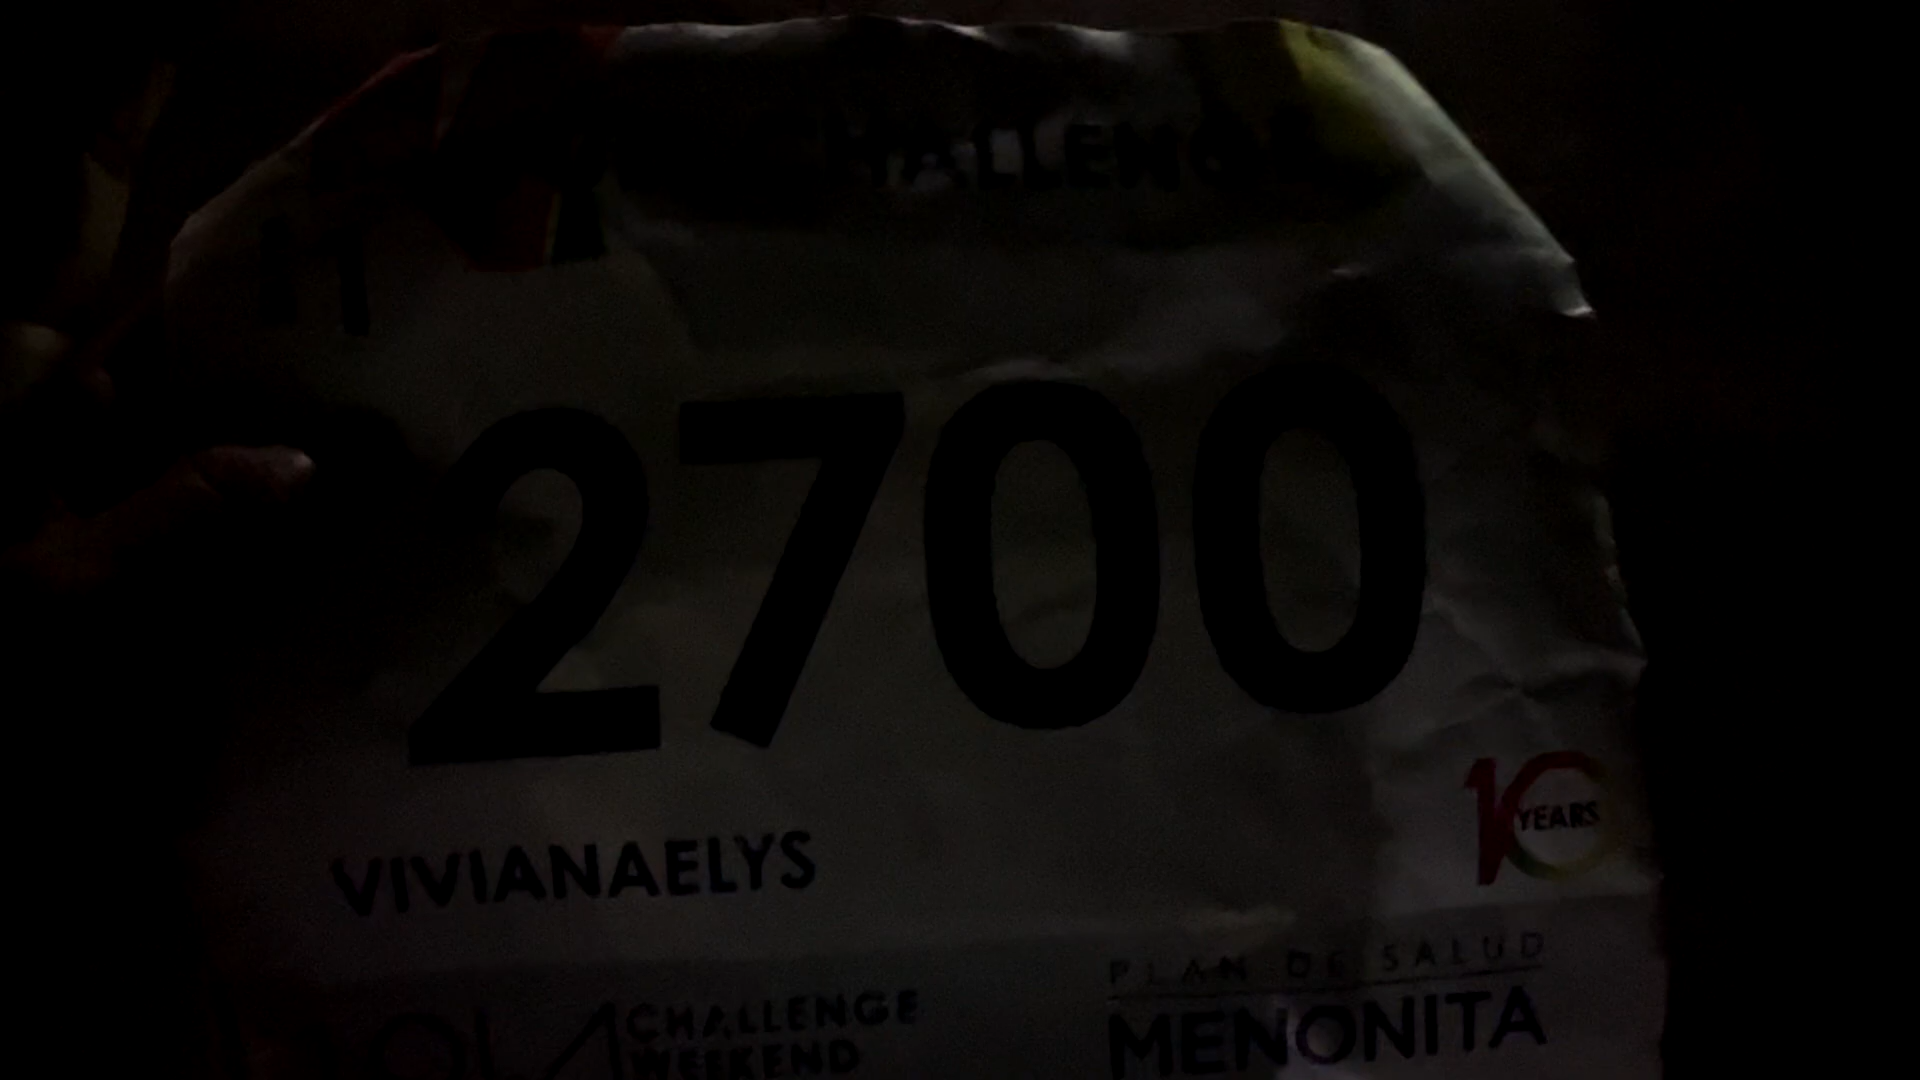 2700
VIVIANAELYS
10
YEARS
PLAN DE SALUD
MENONITA
CHALLENGE
WEEKEND